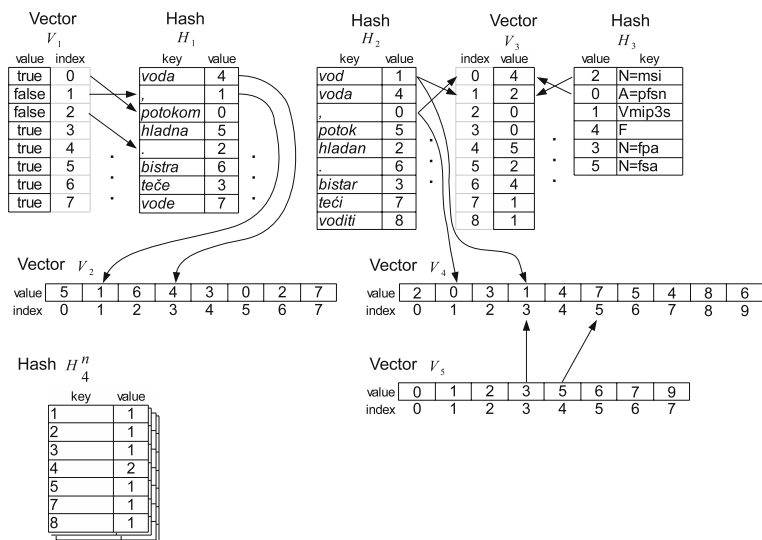 Vector
V1
value index
true 0
false 1
false 2
true 3
true 4
true 5
true 6
true 7
Hash
H1
key value
voda 4
, 1
potokom 0
hladna 5
. 2
bistra 6
teče 3
vode 7
Hash
H2
key value
vod 1
voda 4
, 0
potok 5
hladan 2
. 6
bistar 3
teći 7
voditi 8
Vector
V3
index value
0 4
1 2
2 0
3 0
4 5
5 2
6 4
7 1
8 1
Hash
H3
value key
2 N=msi
0 A=pfsn
1 Vmip3s
4 F
3 N=fpa
5 N=fsa
Vector V2
value 5 1 6 4 3 0 2 7
index 0 1 2 3 4 5 6 7
Vector V4
value 2 0 3 1 4 7 5 4 8 6
index 0 1 2 3 4 5 6 7 8 9
Vector V5
value 0 1 2 3 5 6 7 9
index 0 1 2 3 4 5 6 7
Hash H4n
key value
1 1
2 1
3 1
4 2
5 1
7 1
8 1